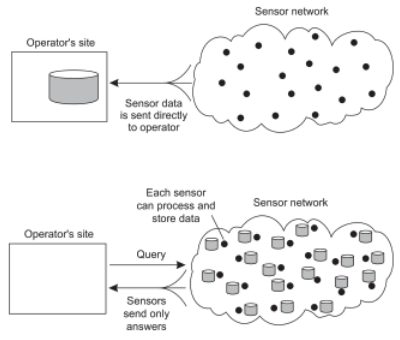 Sensor network
Operator's site
Sensor data
is sent directly
to operator
Each sensor
can process and
store data
Sensor network
Operator's site
Query
Sensors
send only
answers